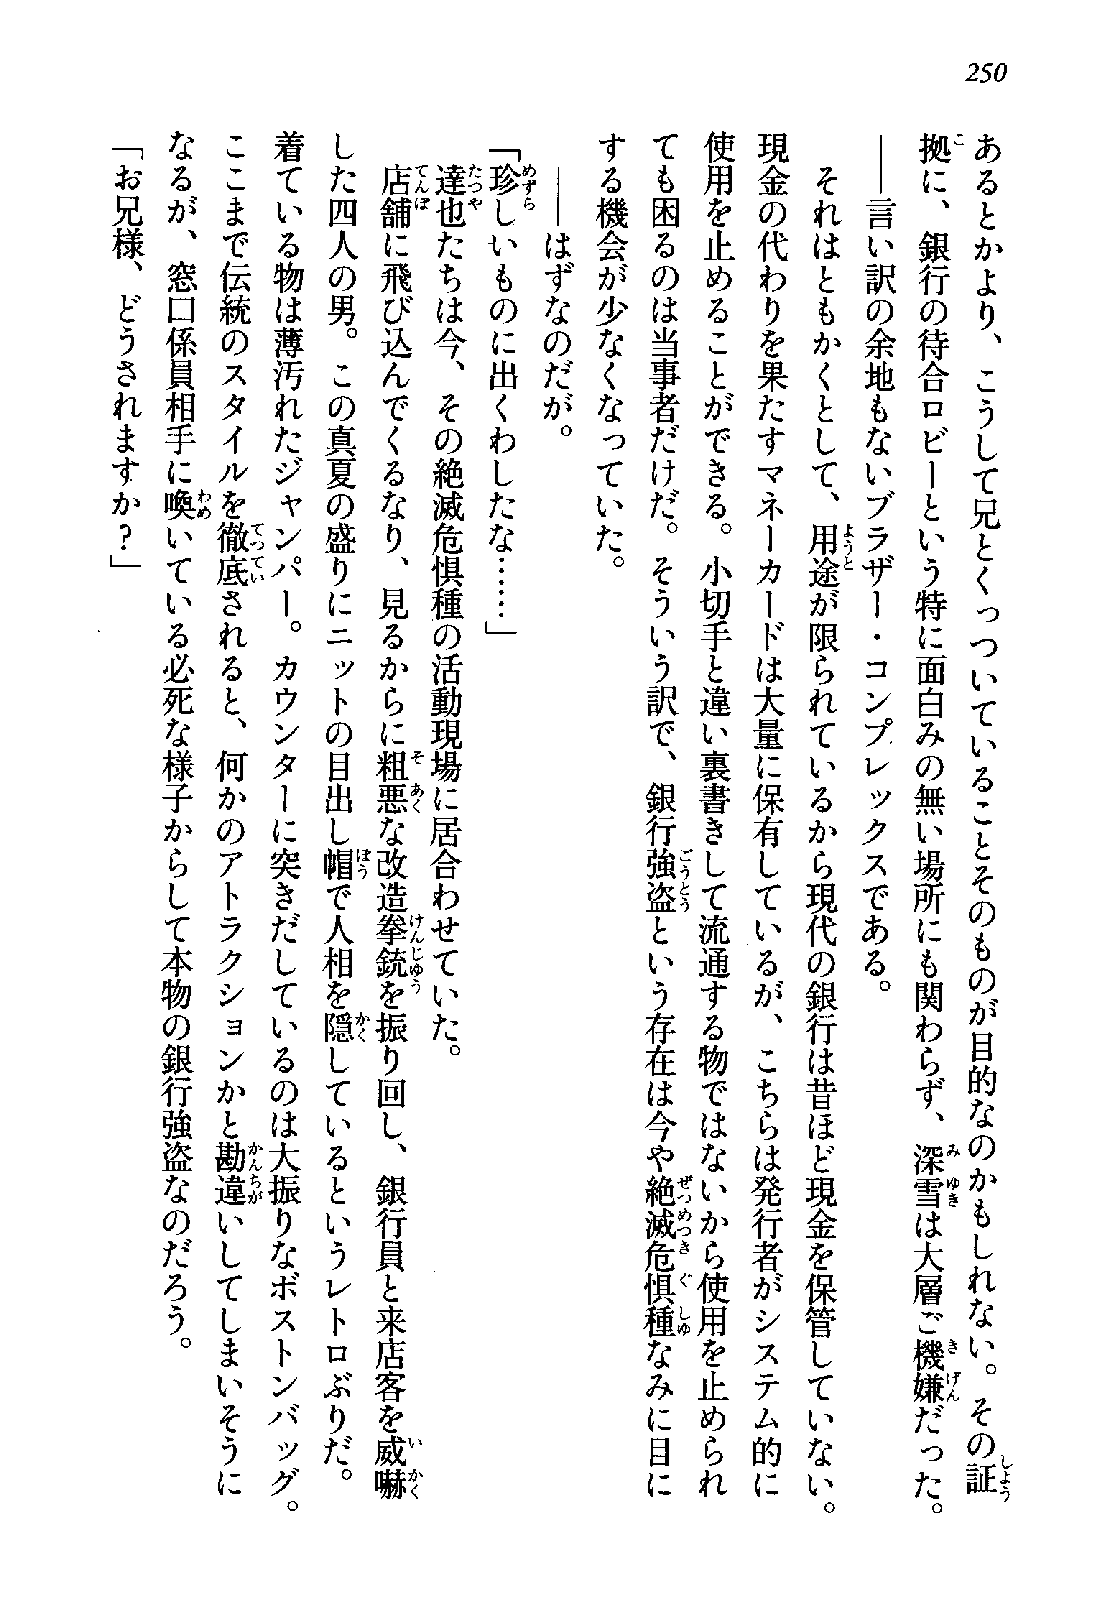 250
あるとかより、こうして兄とくっついていることそのものが目的なのかもしれない。その証
拠に、銀行の待合ロビーという特に面白みの無い場所にも関わらず、深雪は大層ご機嫌だった。
――言い訳の余地もないブラザー・コンプレックスである。
　それはともかくとして、用途が限られているから現代の銀行は昔ほど現金を保管していない。
現金の代わりを果たすマネーカードは大量に保有しているが、こちらは発行者がシステム的に
使用を止めることができる。小切手と違い裏書きして流通する物ではないから使用を止められ
ても困るのは当事者だけだ。そういう訳で、銀行強盗という存在は今や絶滅危惧種なみに目に
する機会が少なくなっていた。
　――はずなのだが。
「珍しいものに出くわしたな……」
　達也たちは今、その絶滅危惧種の活動現場に居合わせていた。
　店舗に飛び込んでくるなり、見るからに粗悪な改造拳銃を振り回し、銀行員と来店客を威嚇
した四人の男。この真夏の盛りにニットの目出し帽で人相を隠しているというレトロぶりだ。
着ている物は薄汚れたジャンパー。カウンターに突きだしているのは大振りなボストンバッグ。
ここまで伝統のスタイルを徹底されると、何かのアトラクションかと勘違いしてしまいそうに
なるが、窓口係員相手に喚いている必死な様子からして本物の銀行強盗なのだろう。
「お兄様、どうされますか？」